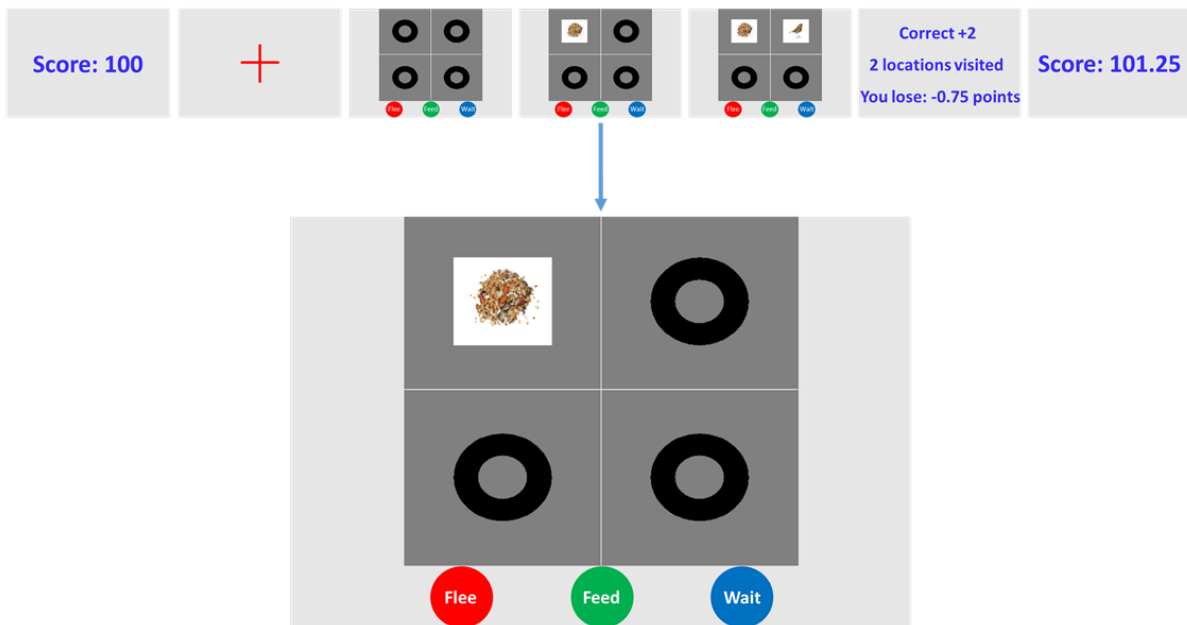 Score: 100
Flee Feed Wait
Flee Feed Wait
Flee Feed Wait
Correct +2
2 locations visited
You lose: -0.75 points
Score: 101.25
Flee Feed Wait